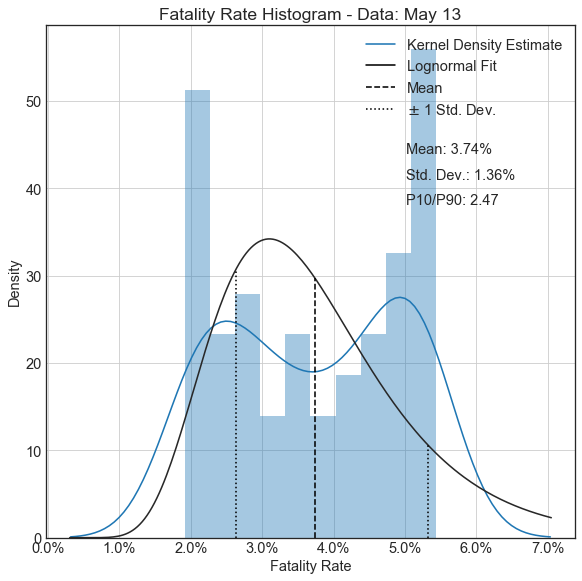 Fatality Rate Histogram - Data: May 13
Kernel Density Estimate
Lognormal Fit
Mean
± 1 Std. Dev.
Mean: 3.74%
Std. Dev.: 1.36%
P10/P90: 2.47
Density
50
40
30
20
10
0
0.0% 1.0% 2.0% 3.0% 4.0% 5.0% 6.0% 7.0%
Fatality Rate